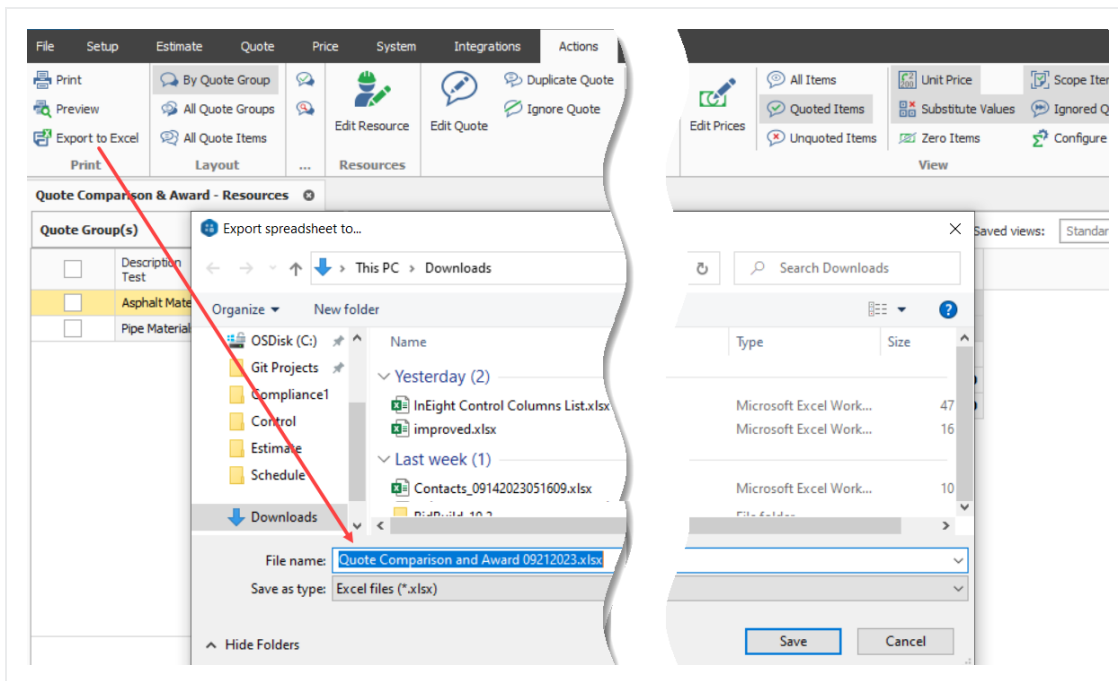 File Setup Estimate Quote Price System Integrations Actions
Print By Quote Group Duplicate Quote All Items Unit Price Scope Iter
Preview All Quote Groups Edit Resource Edit Quote Ignore Quote Edit Prices Quoted Items Substitute Values Ignored Q
Export to Excel All Quote Items Unquoted Items Zero Items Configure
Print Layout ... Resources View
Quote Comparison & Award - Resources
Quote Group(s) Export spreadsheet to... Saved views: Standar
Description
Test
This PC > Downloads Search Downloads
Asphalt Mate
Organize New folder
Pipe Material
OSDisk (C:) Name Type Size
Git Projects Yesterday (2)
Compliance1 InEight Control Columns List.xlsx Microsoft Excel Work... 47
Control improved.xlsx Microsoft Excel Work... 16
Estimate Last week (1)
Schedule Contacts_09142023051609.xlsx Microsoft Excel Work... 10
Downloads
File name: Quote Comparison and Award 09212023.xlsx
Save as type: Excel files (*.xlsx)
Hide Folders Save Cancel